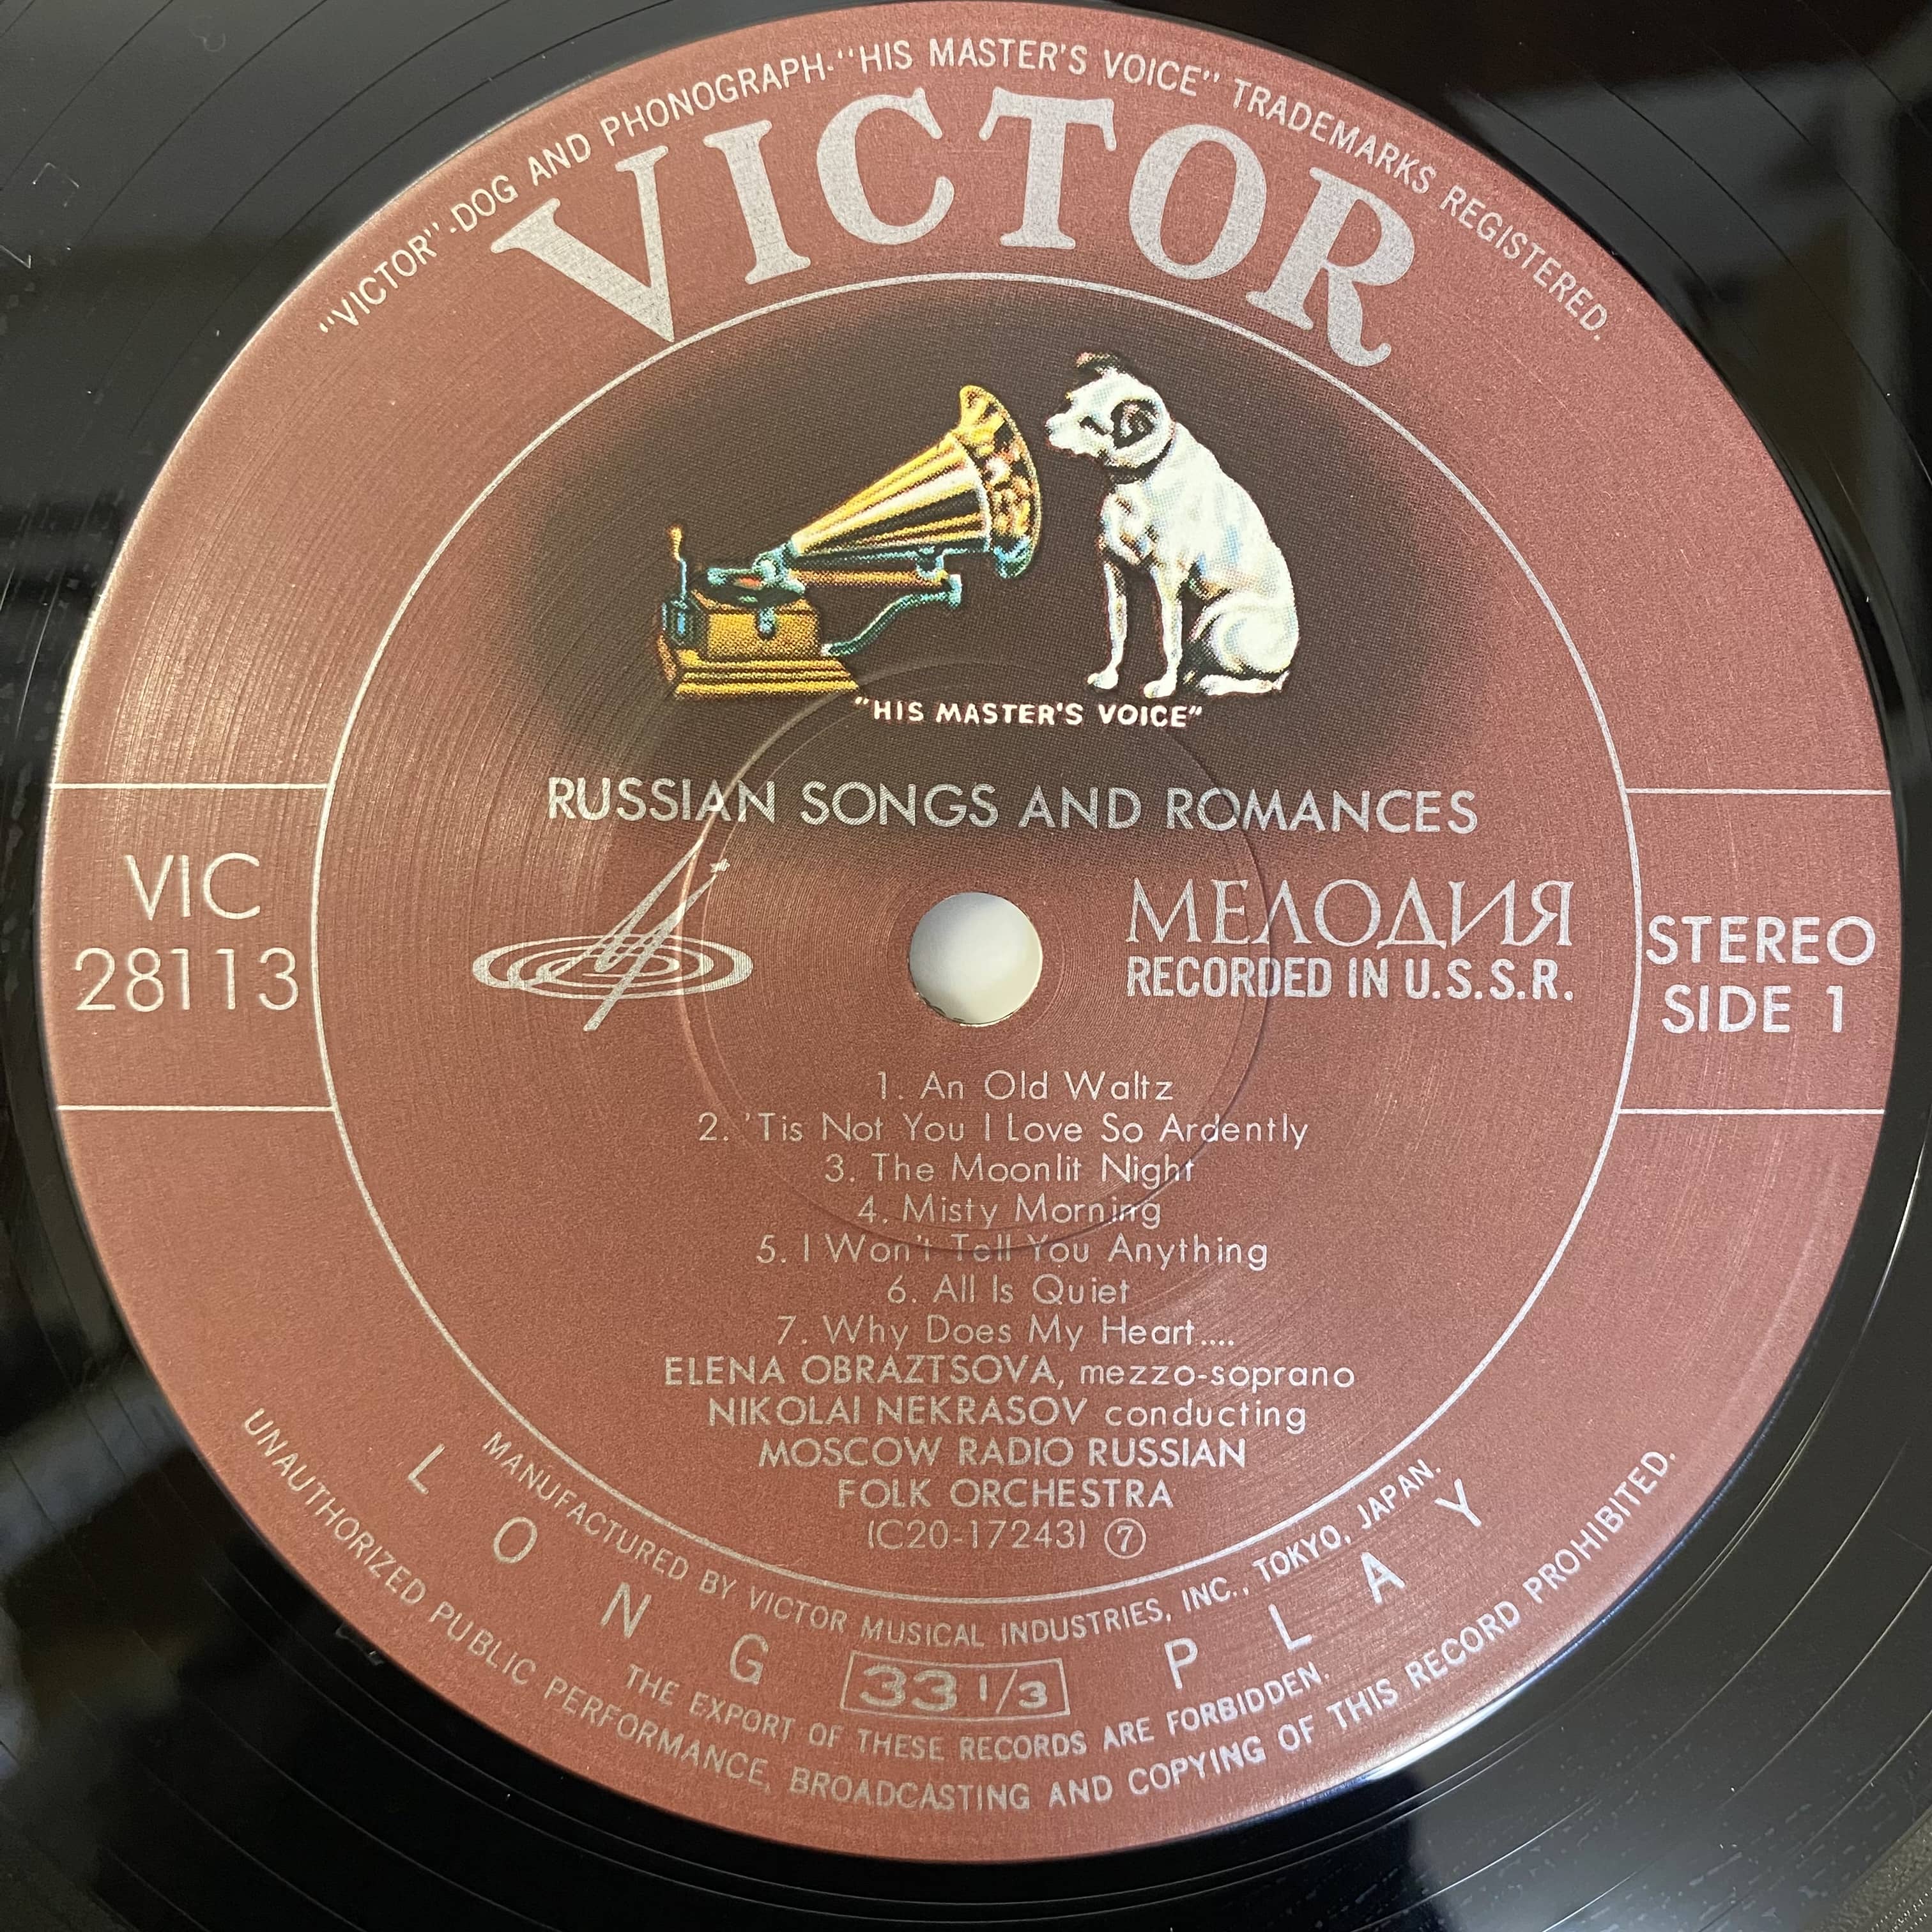 "VICTOR"-DOG AND PHONOGRAPH-"HIS MASTER'S VOICE" TRADEMARKS REGISTERED.
VICTOR
"HIS MASTER'S VOICE"
RUSSIAN SONGS AND ROMANCES
VIC
28113
МЕЛОДИЯ
RECORDED IN U.S.S.R.
STEREO
SIDE 1
1. An Old Waltz
2. 'Tis Not You I Love So Ardently
3. The Moonlit Night
4. Misty Morning
5. I Won't Tell You Anything
6. All Is Quiet
7. Why Does My Heart....
ELENA OBRAZTSOVA, mezzo-soprano
NIKOLAI NEKRASOV conducting
MOSCOW RADIO RUSSIAN
FOLK ORCHESTRA
(C20-17243) ⑦
MANUFACTURED BY VICTOR MUSICAL INDUSTRIES, INC., TOKYO, JAPAN.
LONG PLAY
33 1/3
THE EXPORT OF THESE RECORDS ARE FORBIDDEN.
UNAUTHORIZED PUBLIC PERFORMANCE, BROADCASTING AND COPYING OF THIS RECORD PROHIBITED.